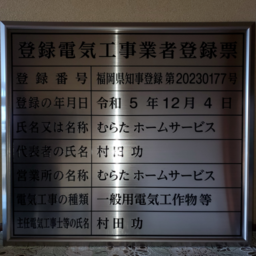 登録電気工事業者登録票
登録番号 福岡県知事登録 第20230177号
登録の年月日 令和 5 年 12 月 4 日
氏名又は名称 むらた ホームサービス
代表者の氏名 村田 功
営業所の名称 むらた ホームサービス
電気工事の種類 一般用電気工作物 等
主任電気工事士等の氏名 村田 功